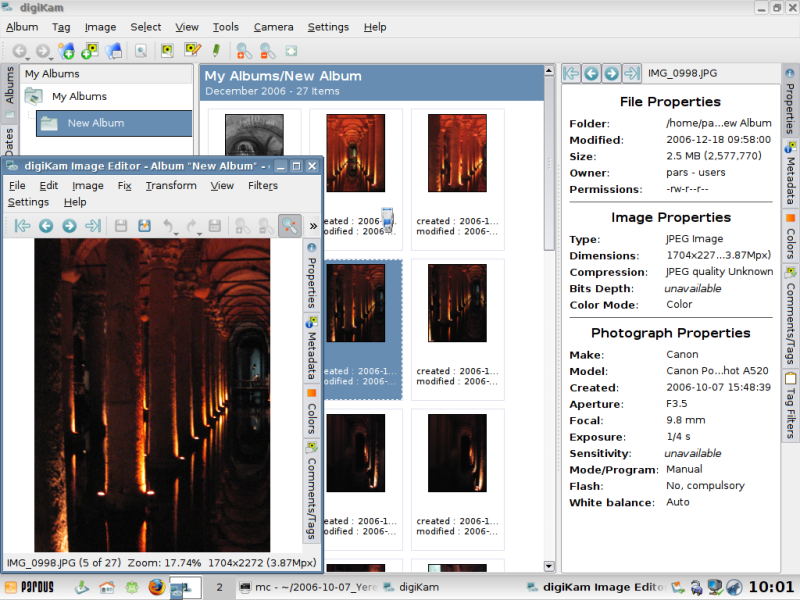 digiKam
Album Tag Image Select View Tools Camera Settings Help
Albums
Dates
My Albums
My Albums
New Album
My Albums/New Album
December 2006 - 27 Items
eated : 2006-1...
modified : 2006-...
created : 2006-1...
modified : 2006-...
created : 2006-1...
modified : 2006-...
created : 2006-1...
modified : 2006-...
created : 2006-1...
modified : 2006-...
created : 2006-1...
modified : 2006-...
digiKam Image Editor - Album "New Album" -
File Edit Image Fix Transform View Filters
Settings Help
»
Properties
Metadata
Colors
Comments/Tags
IMG_0998.JPG (5 of 27) Zoom: 17.74% 1704x2272 (3.87Mpx)
IMG_0998.JPG
File Properties
Folder: /home/pa...ew Album
Modified: 2006-12-18 09:58:00
Size: 2.5 MB (2,577,770)
Owner: pars - users
Permissions: -rw-r--r--
Image Properties
Type: JPEG Image
Dimensions: 1704x227...3.87Mpx)
Compression: JPEG quality Unknown
Bits Depth: unavailable
Color Mode: Color
Photograph Properties
Make: Canon
Model: Canon Po...hot A520
Created: 2006-10-07 15:48:39
Aperture: F3.5
Focal: 9.8 mm
Exposure: 1/4 s
Sensitivity: unavailable
Mode/Program: Manual
Flash: No, compulsory
White balance: Auto
Properties
Metadata
Colors
Comments/Tags
Tag Filters
PARDUS
2
mc - ~/2006-10-07_Yere
digiKam
digiKam Image Edito
10:01